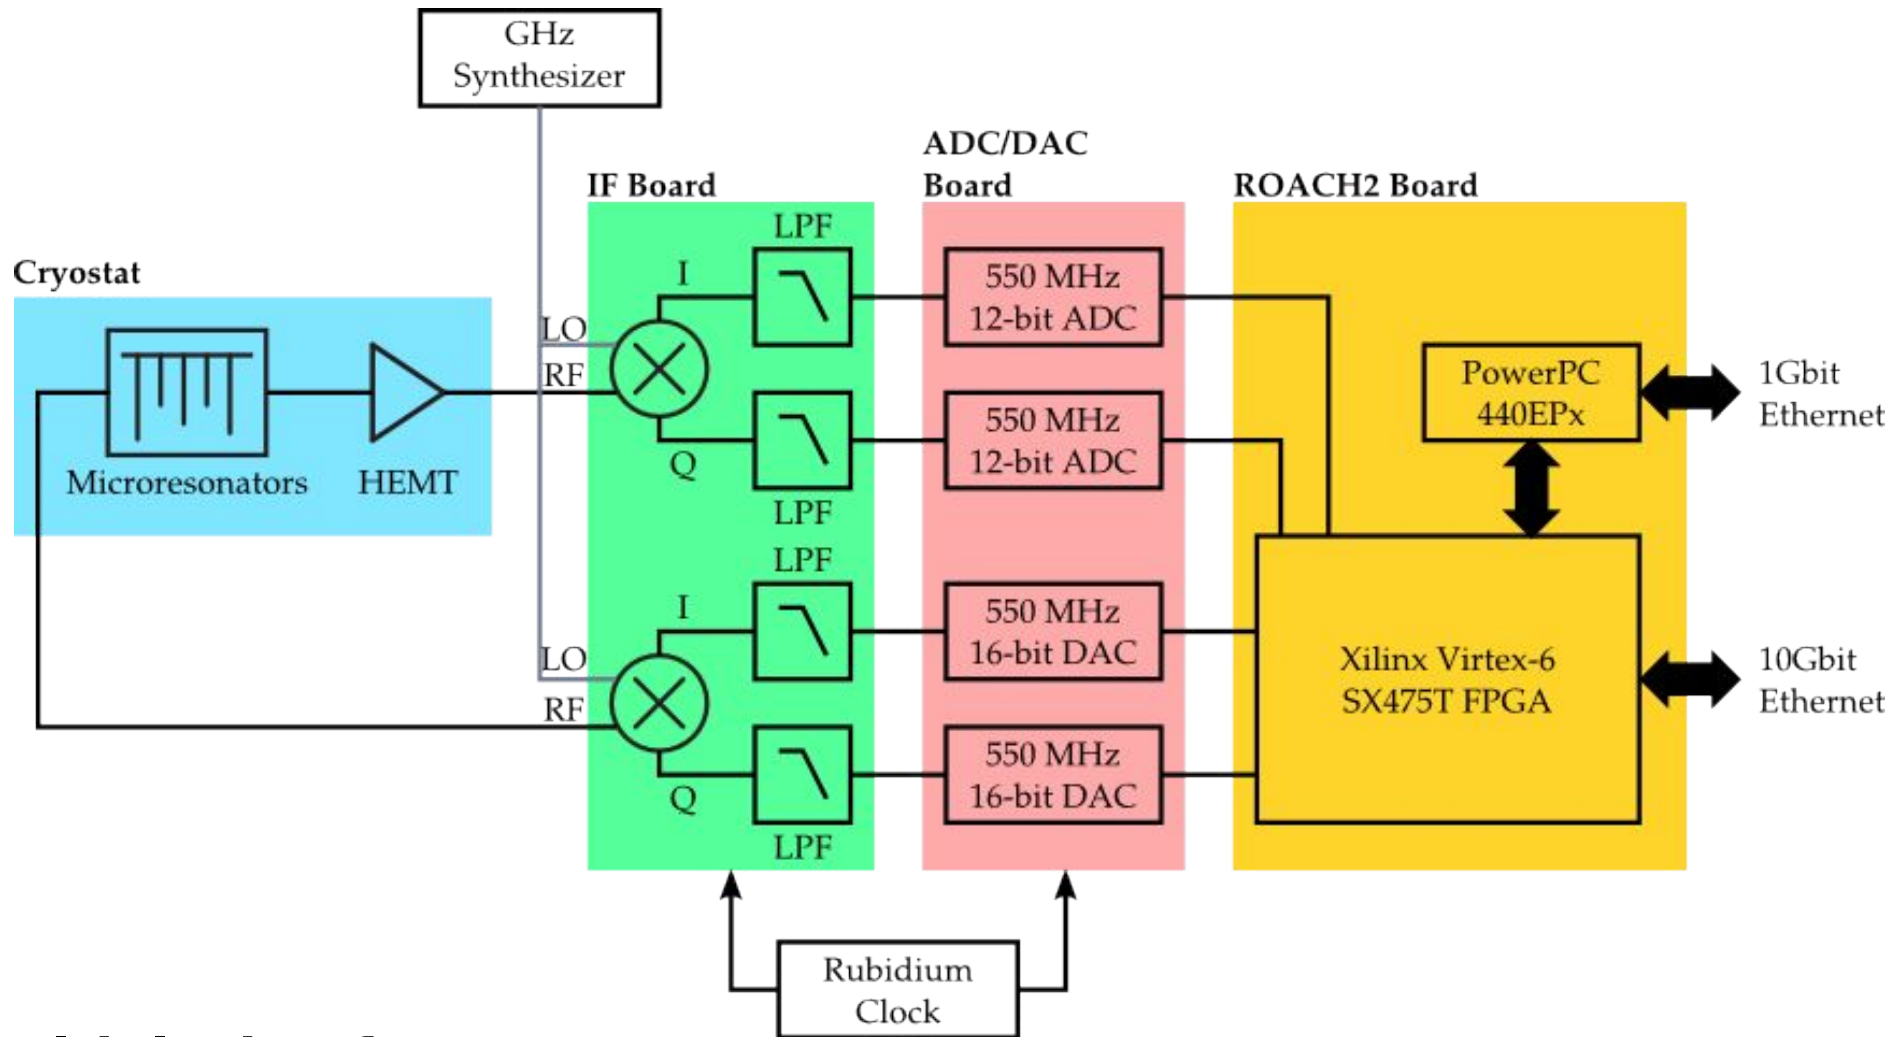 GHz
Synthesizer
ADC/DAC
Board
IF Board
ROACH2 Board
Cryostat
LPF
I
550 MHz
12-bit ADC
LO
RF
PowerPC
440EPx
1Gbit
Ethernet
Microresonators
HEMT
Q
550 MHz
12-bit ADC
LPF
LPF
I
550 MHz
16-bit DAC
LO
RF
Xilinx Virtex-6
SX475T FPGA
10Gbit
Ethernet
Q
550 MHz
16-bit DAC
LPF
Rubidium
Clock